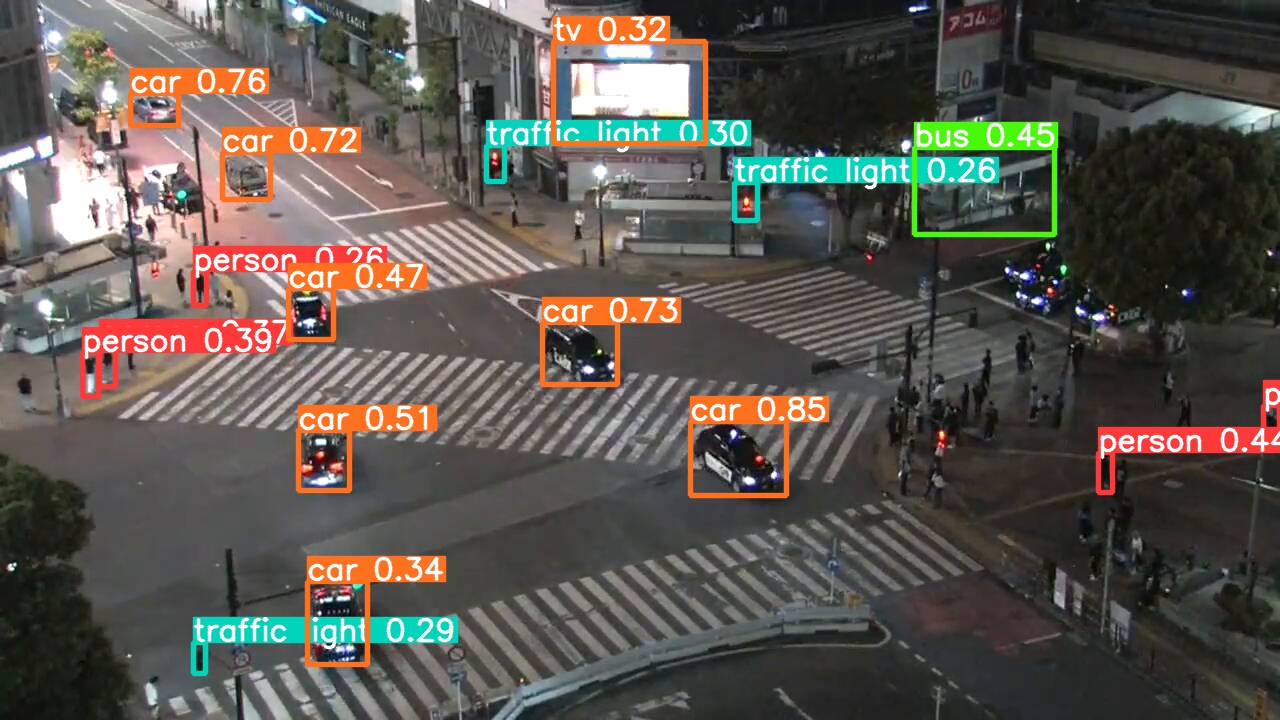 AMERICAN EAGLE
tv 0.32
アコム
0
car 0.76
car 0.72
traffic light 0.30
bus 0.45
traffic light 0.26
person 0.26
car 0.47
car 0.73
person 0.39
car 0.51
car 0.85
person 0.44
car 0.34
traffic light 0.29